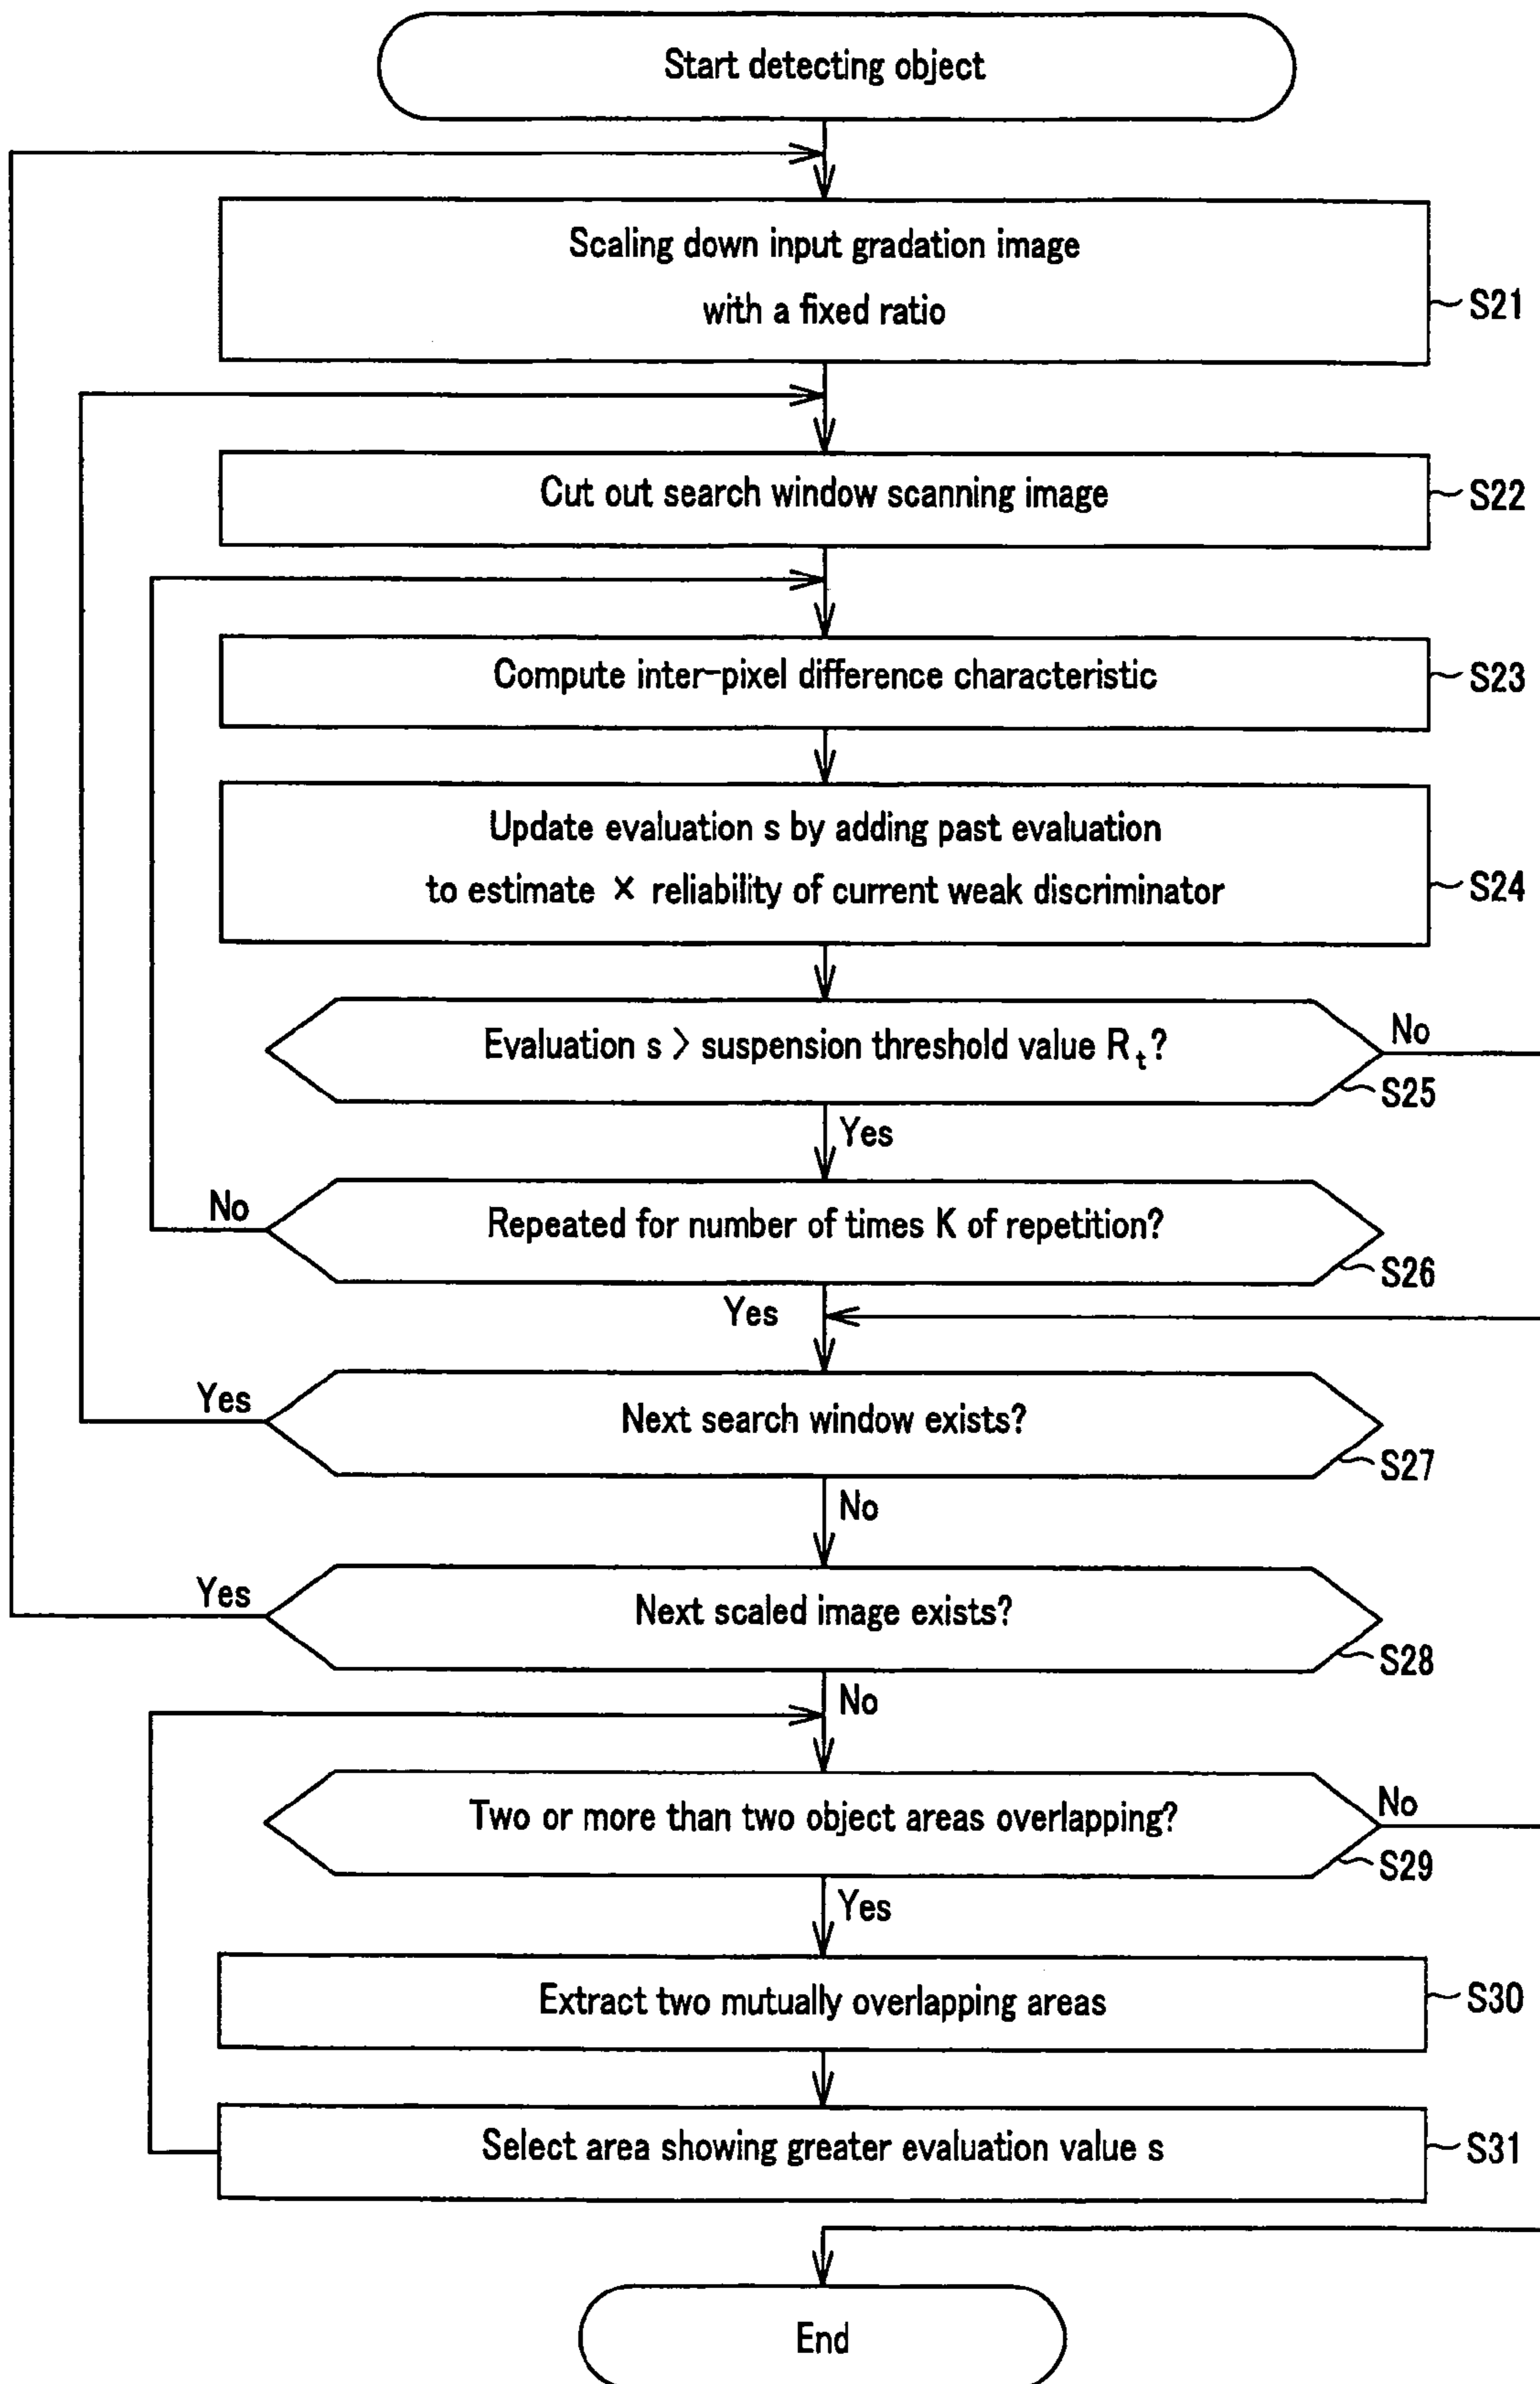 Start detecting object
Scaling down input gradation image
with a fixed ratio
S21
Cut out search window scanning image
S22
Compute inter-pixel difference characteristic
S23
Update evaluation s by adding past evaluation
to estimate × reliability of current weak discriminator
S24
Evaluation s > suspension threshold value Rt?
No
S25
Yes
No
Repeated for number of times K of repetition?
S26
Yes
Yes
Next search window exists?
S27
No
Yes
Next scaled image exists?
S28
No
Two or more than two object areas overlapping?
No
S29
Yes
Extract two mutually overlapping areas
S30
Select area showing greater evaluation value s
S31
End